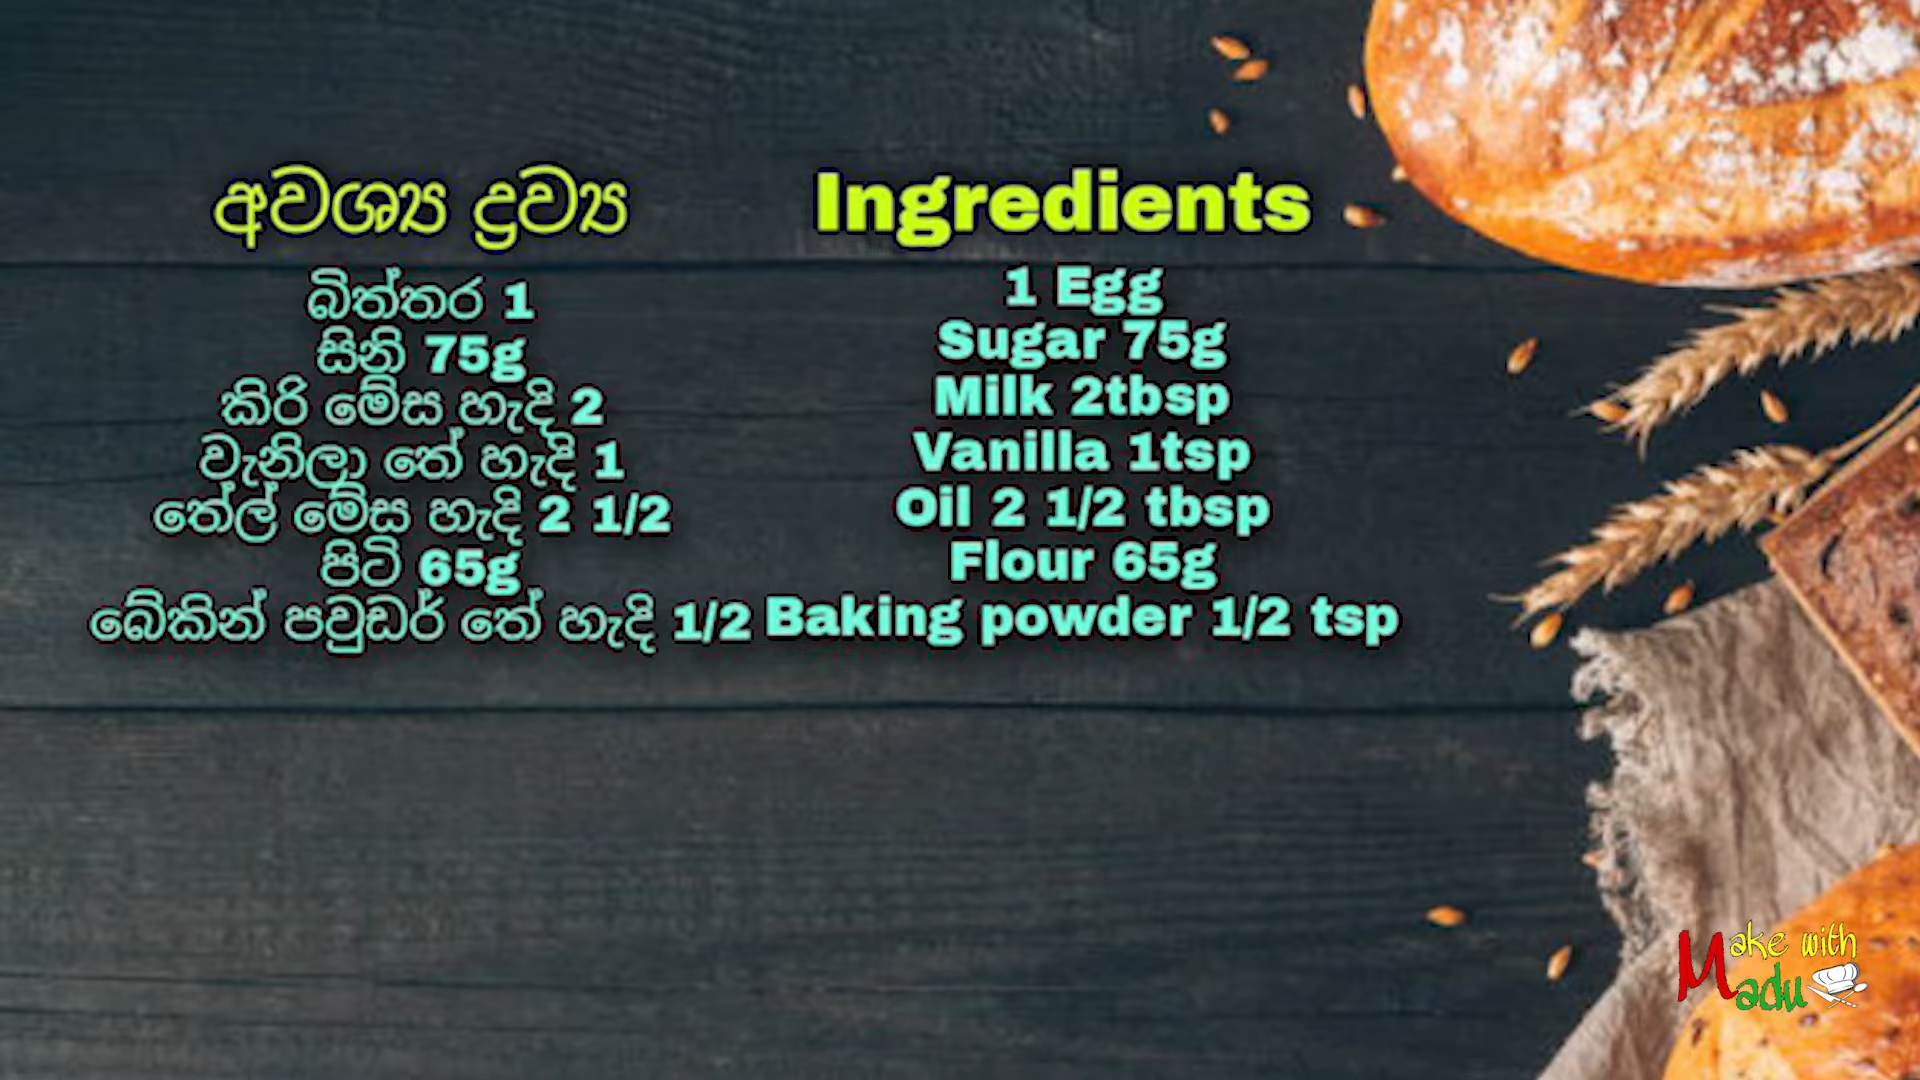 අවශ්‍ය ද්‍රව්‍ය
බිත්තර 1
සිනි 75g
කිරි මේස හැදි 2
වැනිලා තේ හැදි 1
තේල් මේස හැදි 2 1/2
පිටි 65g
බේකින් පවුඩර් තේ හැදි 1/2
Ingredients
1 Egg
Sugar 75g
Milk 2tbsp
Vanilla 1tsp
Oil 2 1/2 tbsp
Flour 65g
Baking powder 1/2 tsp
Make with
Madu